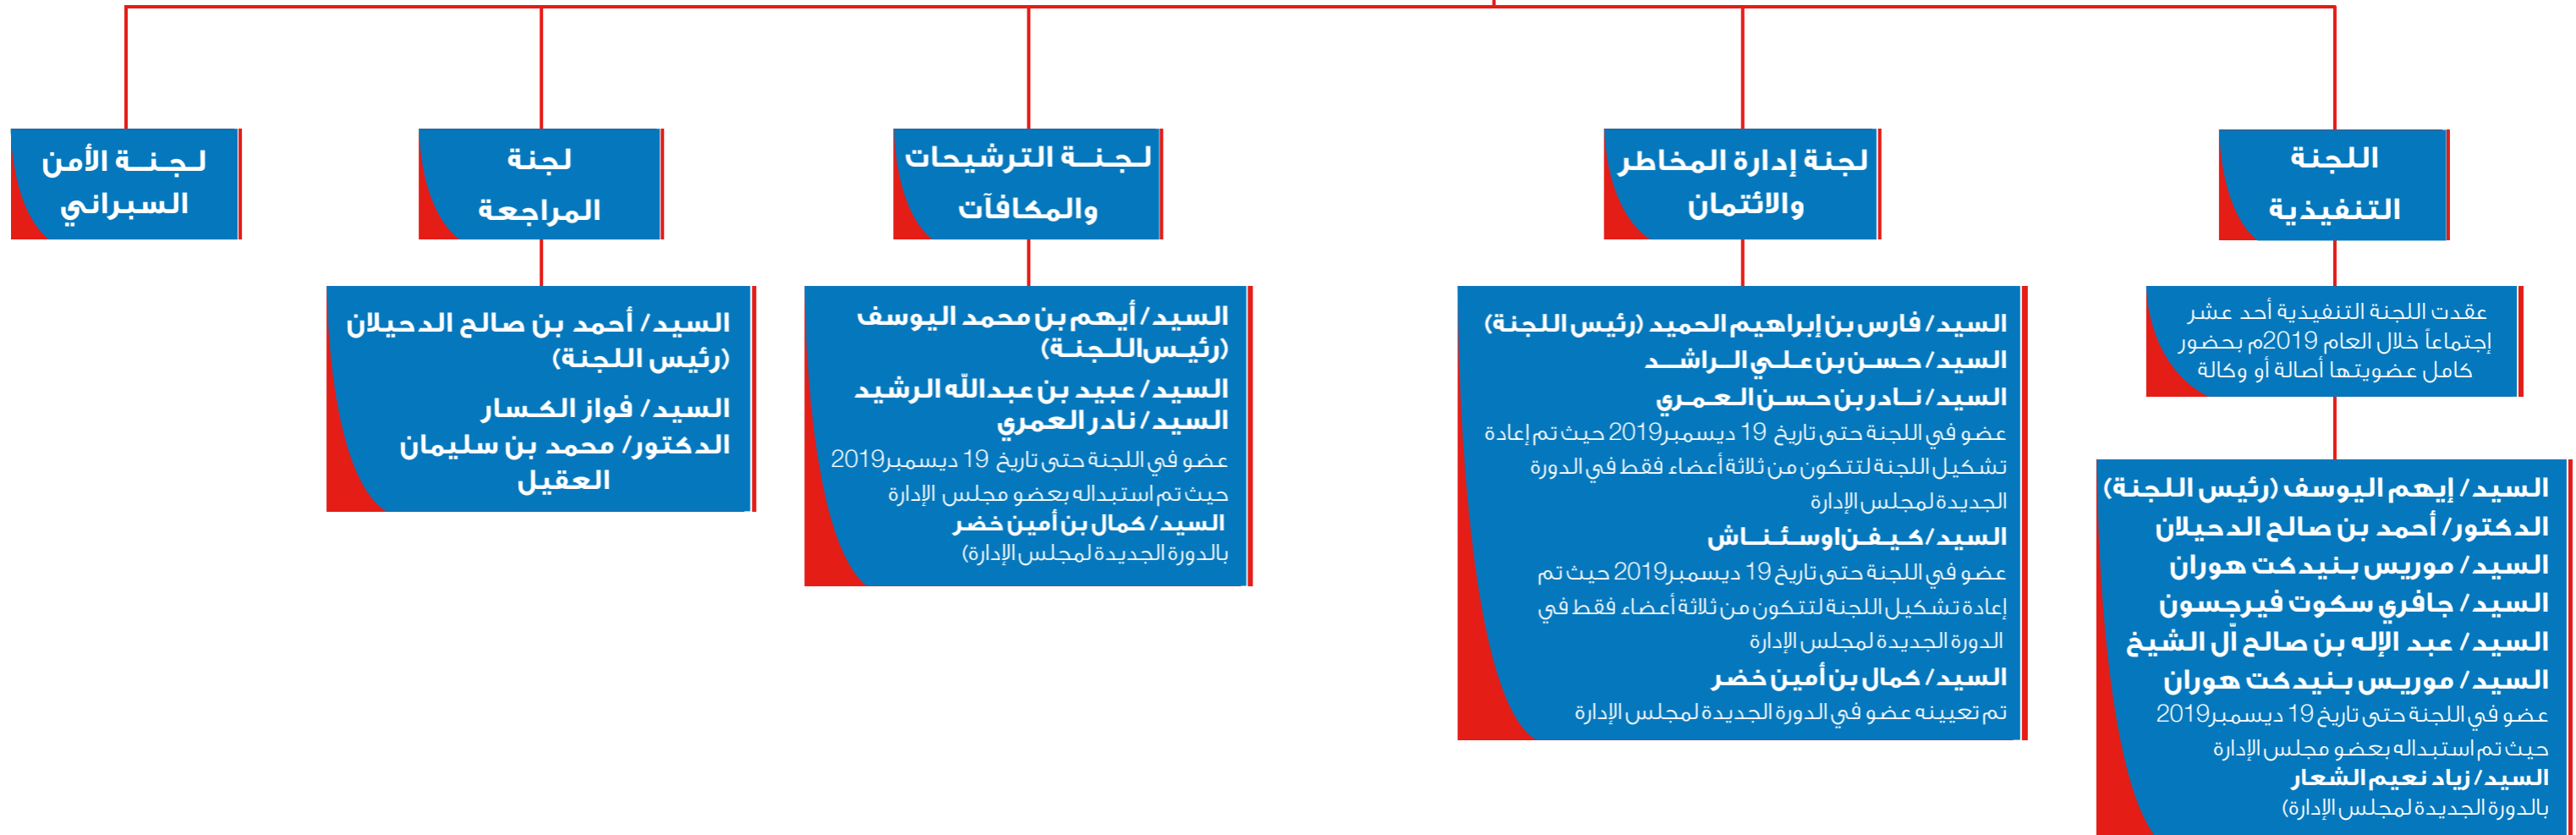 اللجنة
التنفيذية
عقدت اللجنة التنفيذية أحد عشر
إجتماعاً خلال العام 2019م بحضور
كامل عضويتها أصالة أو وكالة
السيد/ إيهم اليوسف (رئيس اللجنة)
الدكتور/ أحمد بن صالح الدحيلان
السيد/ موريس بنيدكت هوران
السيد/ جافري سكوت فيرجسون
السيد/ عبد الإله بن صالح آل الشيخ
السيد/ موريس بنيدكت هوران
عضو في اللجنة حتى تاريخ 19 ديسمبر2019
حيث تم استبداله بعضو مجلس الإدارة
السيد/ زياد نعيم الشعار
بالدورة الجديدة لمجلس الإدارة)
لجنة إدارة المخاطر
والائتمان
السيد/ فارس بن إبراهيم الحميد (رئيس اللجنة)
السيد/ حسن بن علي الراشد
السيد/ نادر بن حسن العمري
عضو في اللجنة حتى تاريخ 19 ديسمبر2019 حيث تم إعادة
تشكيل اللجنة لتتكون من ثلاثة أعضاء فقط في الدورة
الجديدة لمجلس الإدارة
السيد/ كيفن اوسئناش
عضو في اللجنة حتى تاريخ 19 ديسمبر2019 حيث تم
إعادة تشكيل اللجنة لتتكون من ثلاثة أعضاء فقط في
الدورة الجديدة لمجلس الإدارة
السيد/ كمال بن أمين خضر
تم تعيينه عضو في الدورة الجديدة لمجلس الإدارة
لجنة الترشيحات
والمكافآت
السيد/ أيهم بن محمد اليوسف
(رئيس اللجنة)
السيد/ عبيد بن عبدالله الرشيد
السيد/ نادر العمري
عضو في اللجنة حتى تاريخ 19 ديسمبر2019
حيث تم استبداله بعضو مجلس الإدارة
السيد/ كمال بن أمين خضر
بالدورة الجديدة لمجلس الإدارة)
لجنة
المراجعة
السيد/ أحمد بن صالح الدحيلان
(رئيس اللجنة)
السيد/ فواز الكسار
الدكتور/ محمد بن سليمان
العقيل
لجنة الأمن
السبراني